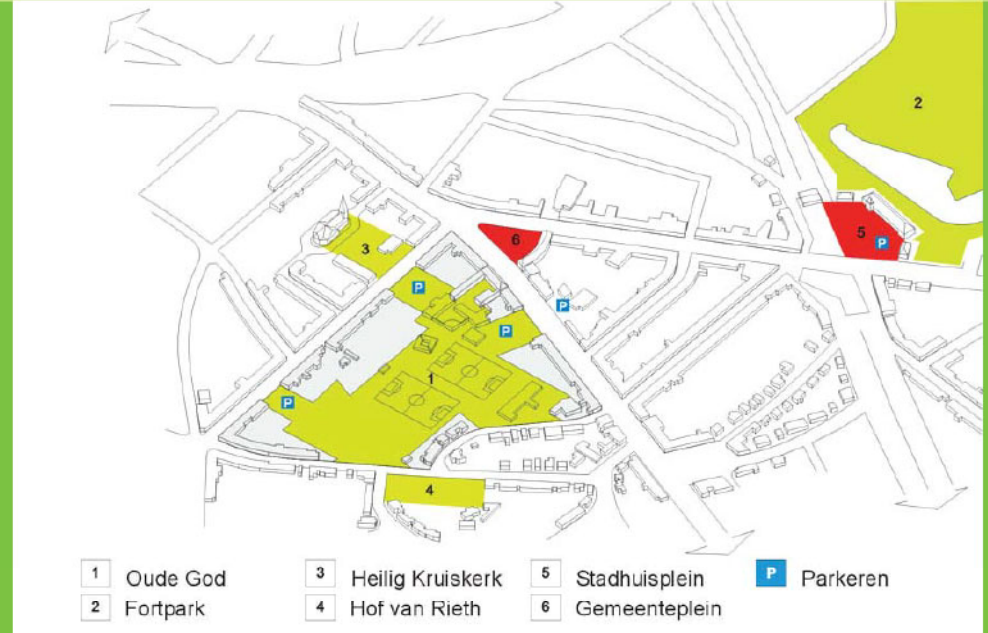 2
3
6
5
P
P
P
P
1
P
4
1 Oude God
3 Heilig Kruiskerk
5 Stadhuisplein
P Parkeren
2 Fortpark
4 Hof van Rieth
6 Gemeenteplein